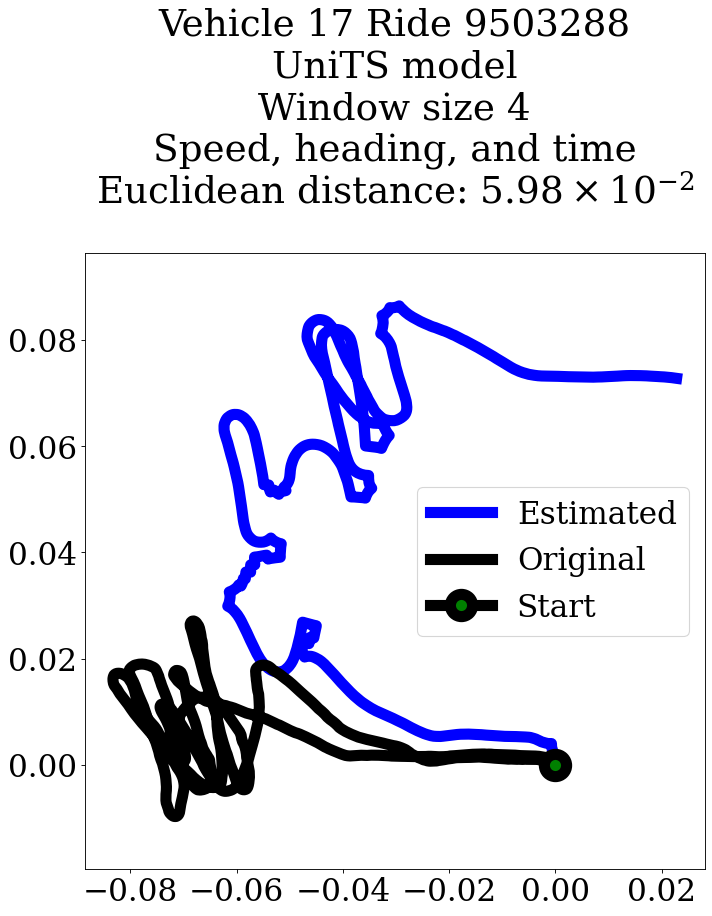 Vehicle 17 Ride 9503288
UniTS model
Window size 4
Speed, heading, and time
Euclidean distance: 5.98 × 10⁻²
0.08
0.06
0.04
0.02
0.00
Estimated
Original
Start
−0.08 −0.06 −0.04 −0.02 0.00 0.02